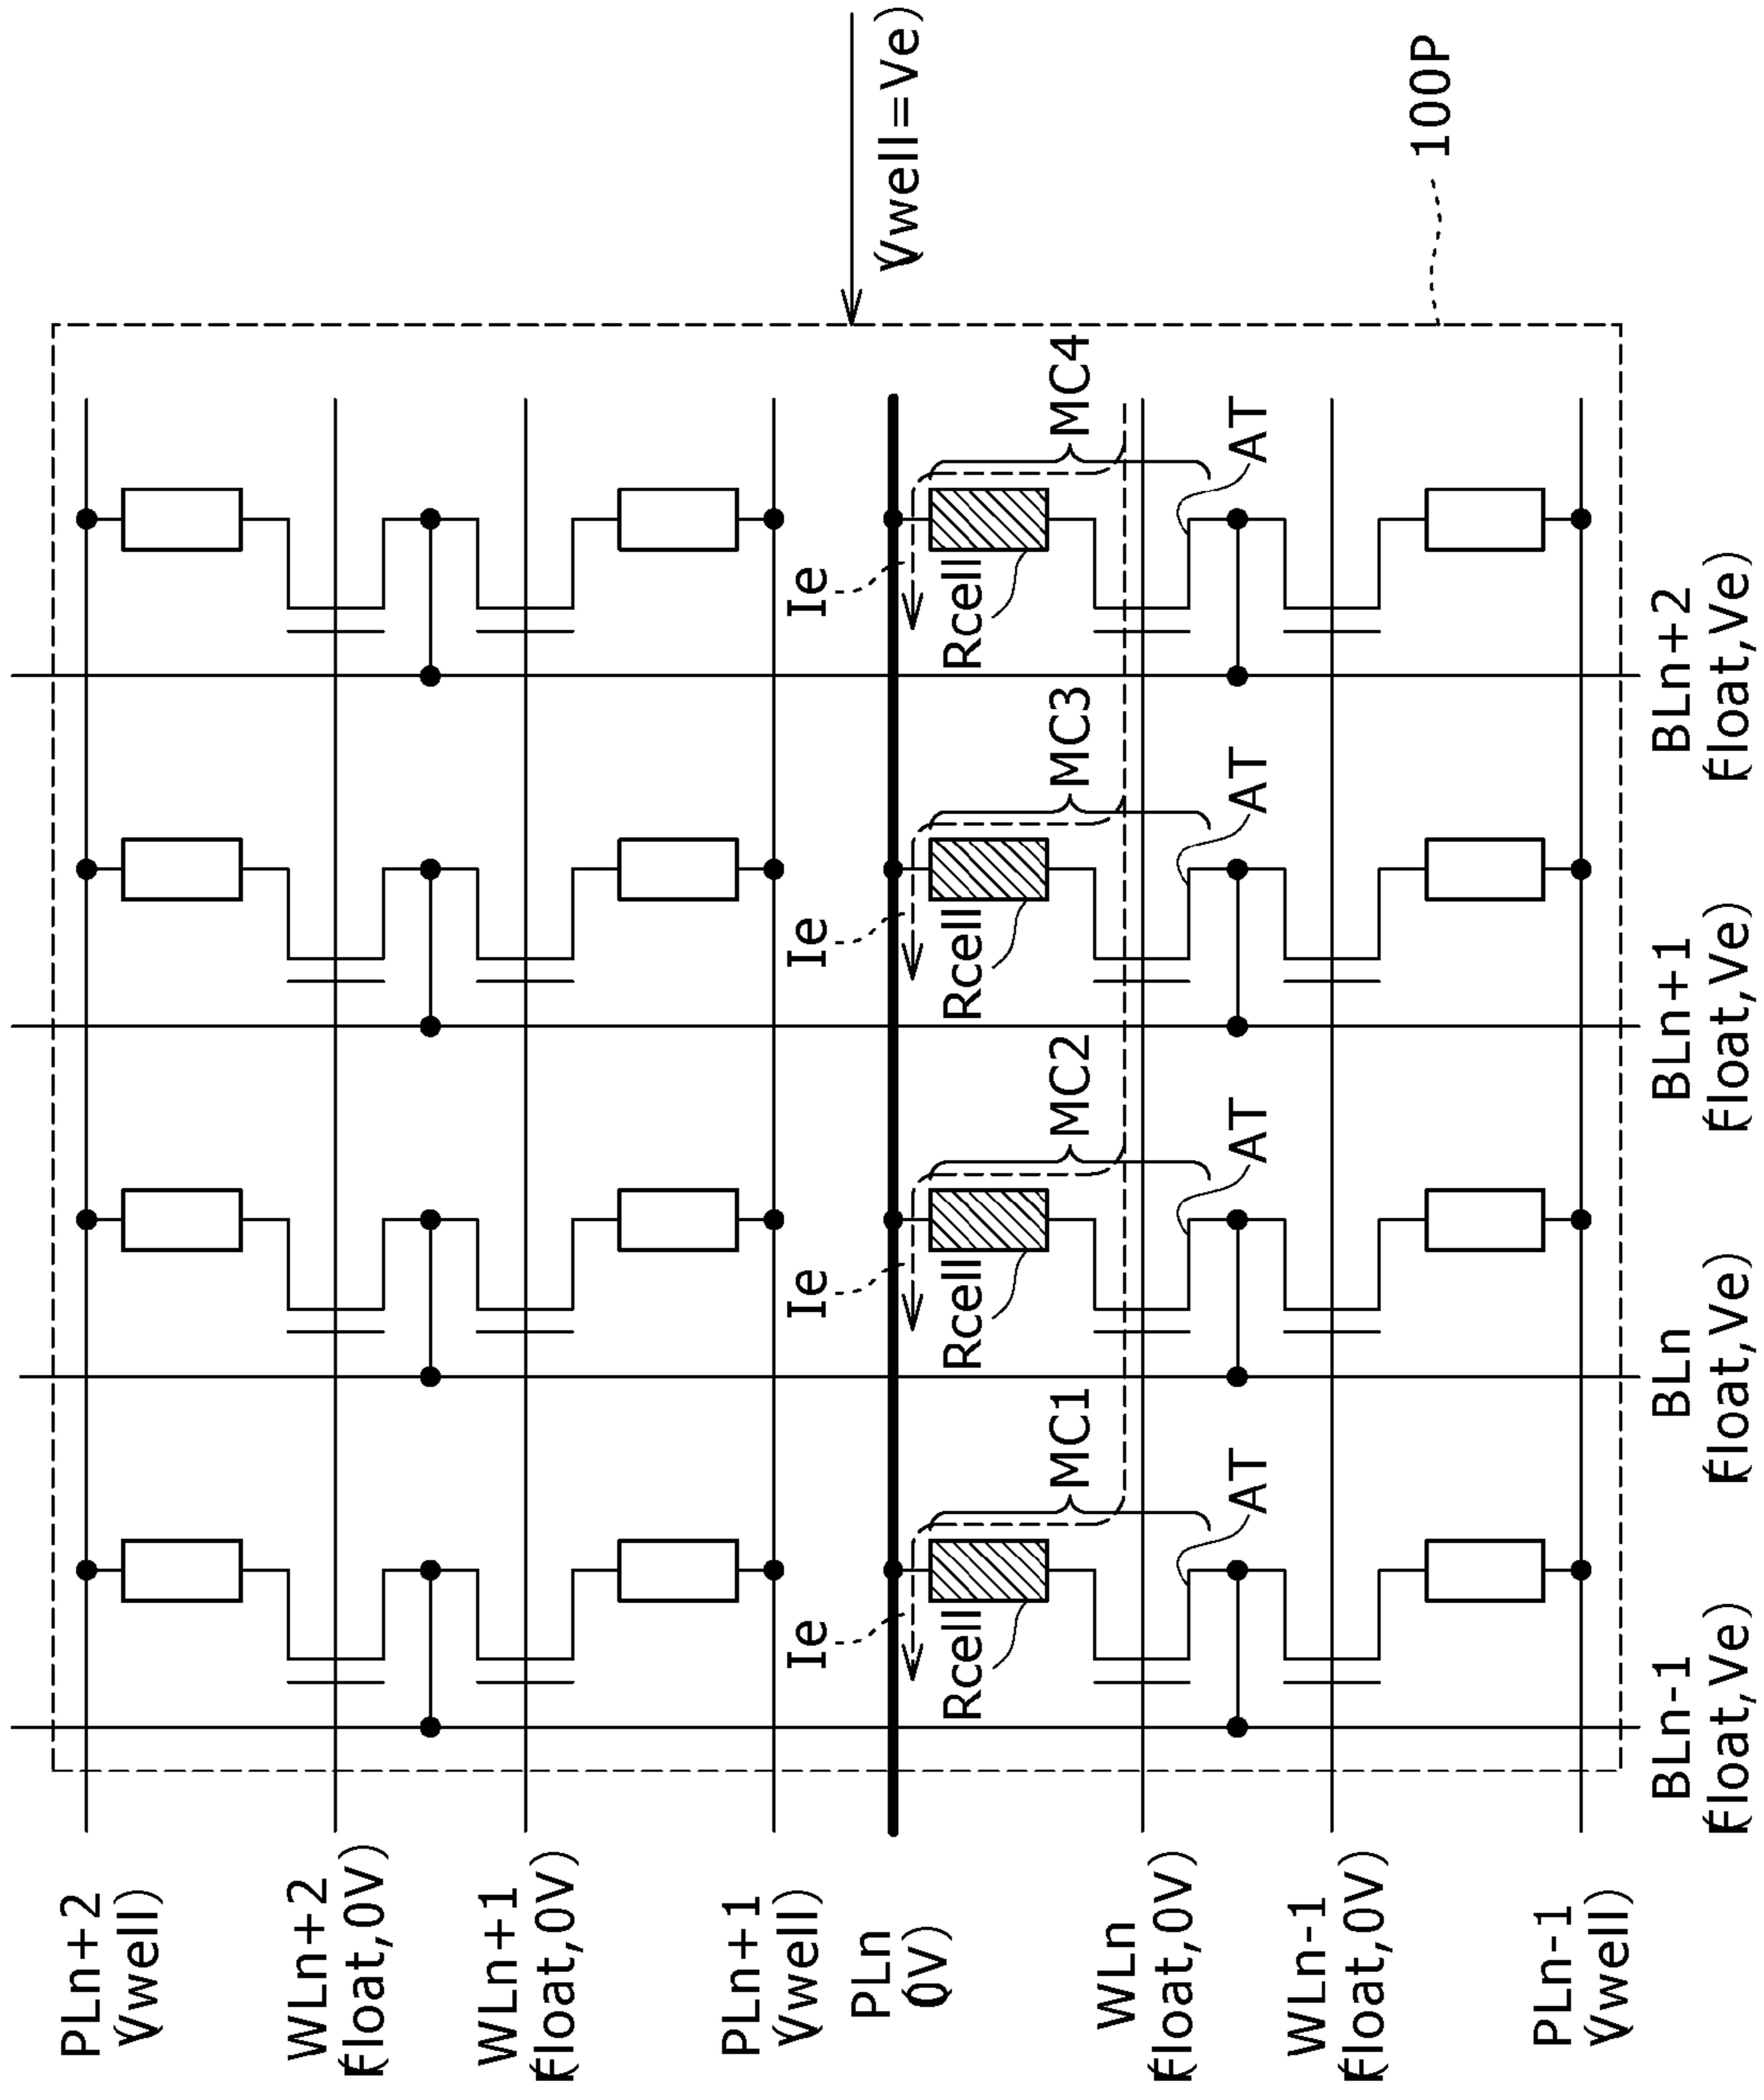 PLn+2
(Vwell)
WLn+2
(float,0V)
WLn+1
(float,0V)
PLn+1
(Vwell)
Ie
Ie
Ie
Ie
PLn
(0V)
(Vwell=Ve)
Rcell
Rcell
Rcell
Rcell
MC1
MC2
MC3
MC4
WLn
(float,0V)
AT
AT
AT
AT
WLn-1
(float,0V)
100P
PLn-1
(Vwell)
BLn-1
(float,Ve)
BLn
(float,Ve)
BLn+1
(float,Ve)
BLn+2
(float,Ve)